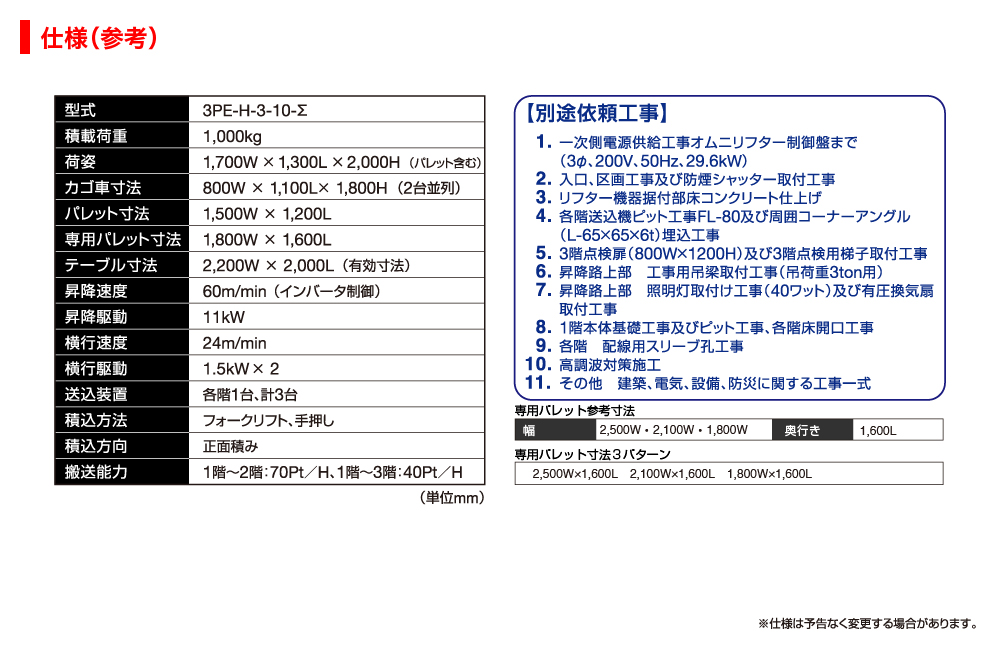 仕様（参考）
型式 3PE-H-3-10-Σ
積載荷重 1,000kg
荷姿 1,700W × 1,300L × 2,000H（パレット含む）
カゴ車寸法 800W × 1,100L× 1,800H（2台並列）
パレット寸法 1,500W × 1,200L
専用パレット寸法 1,800W × 1,600L
テーブル寸法 2,200W × 2,000L（有効寸法）
昇降速度 60m/min（インバータ制御）
昇降駆動 11kW
横行速度 24m/min
横行駆動 1.5kW× 2
送込装置 各階1台、計3台
積込方法 フォークリフト、手押し
積込方向 正面積み
搬送能力 1階～2階：70Pt／H、1階～3階：40Pt／H
（単位mm）
【別途依頼工事】
1. 一次側電源供給工事オムニリフター制御盤まで
（3φ、200V、50Hz、29.6kW）
2. 入口、区画工事及び防煙シャッター取付工事
3. リフター機器据付部床コンクリート仕上げ
4. 各階送込機ピット工事FL-80及び周囲コーナーアングル
（L-65×65×6t）埋込工事
5. 3階点検扉（800W×1200H）及び3階点検用梯子取付工事
6. 昇降路上部　工事用吊梁取付工事（吊荷重3ton用）
7. 昇降路上部　照明灯取付け工事（40ワット）及び有圧換気扇
取付工事
8. 1階本体基礎工事及びピット工事、各階床開口工事
9. 各階　配線用スリーブ孔工事
10. 高調波対策施工
11. その他　建築、電気、設備、防災に関する工事一式
専用パレット参考寸法
幅 2,500W・2,100W・1,800W 奥行き 1,600L
専用パレット寸法３パターン
2,500W×1,600L　2,100W×1,600L　1,800W×1,600L
※仕様は予告なく変更する場合があります。